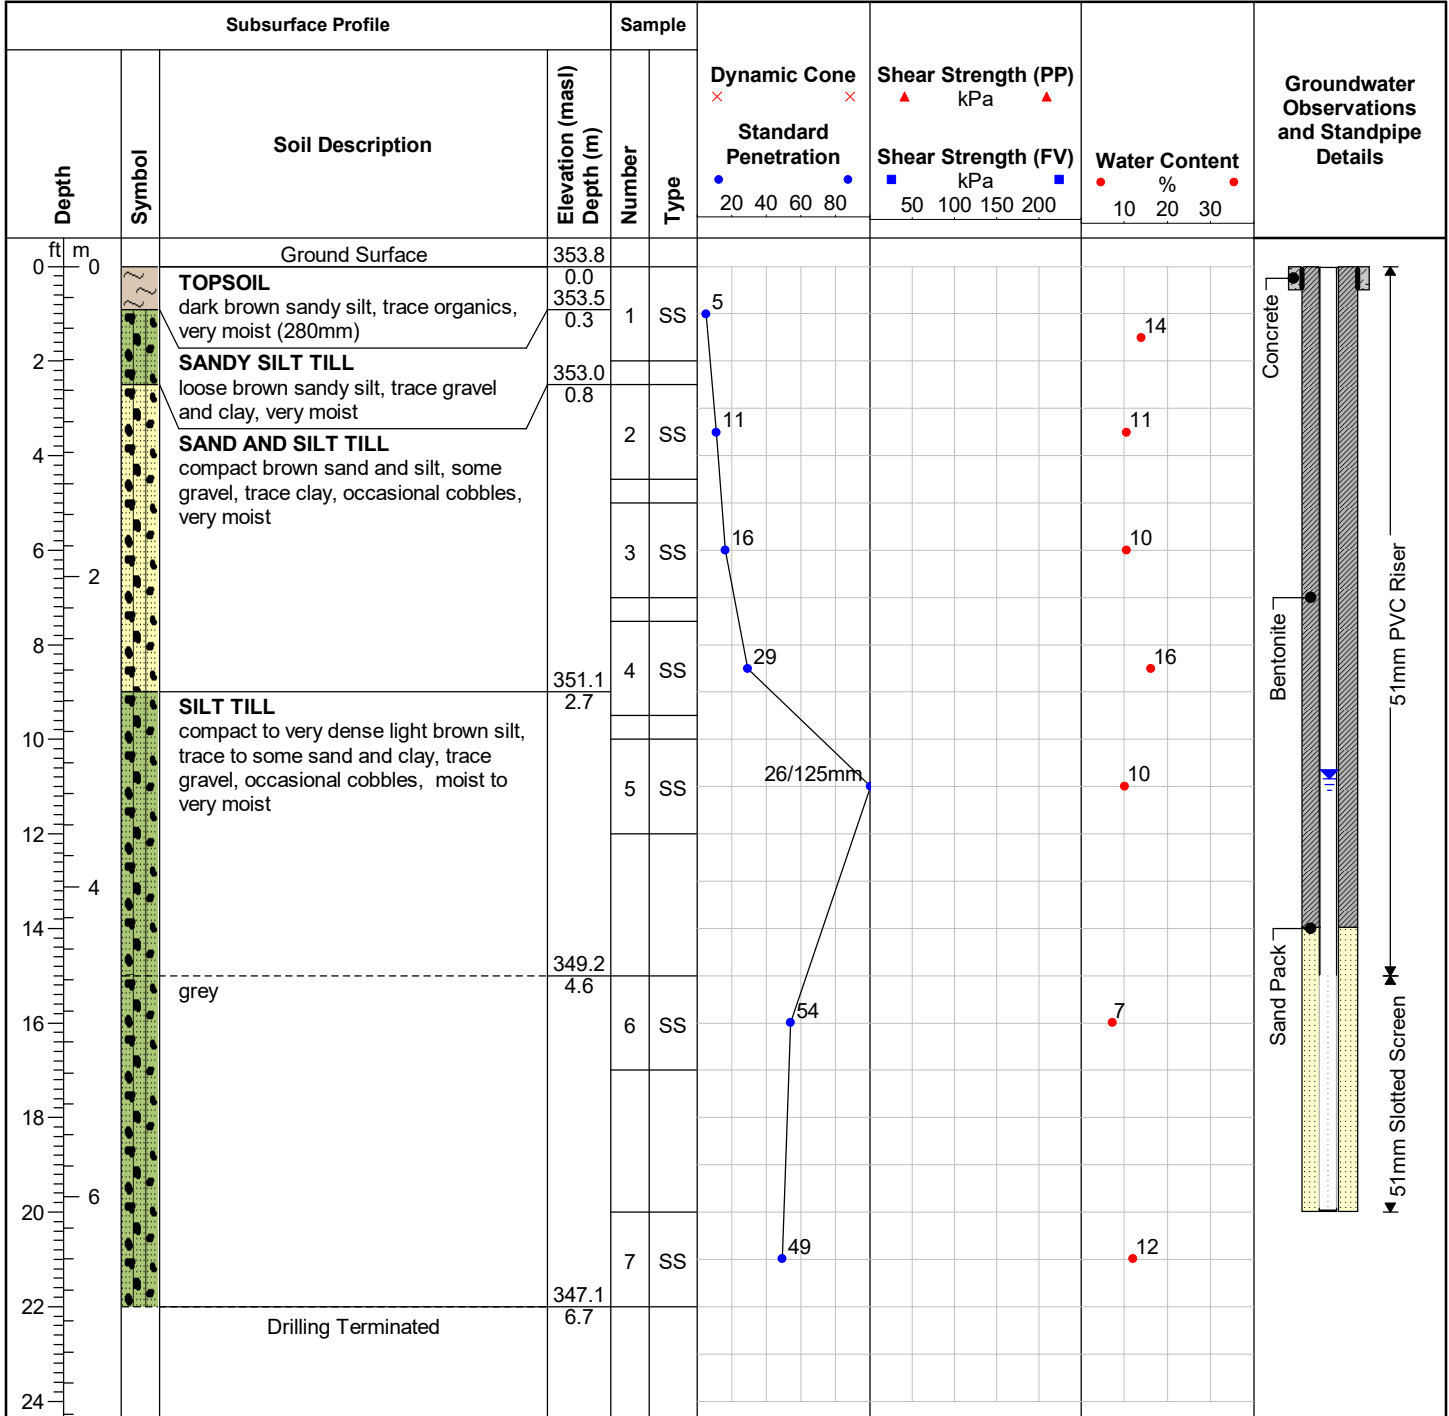 Subsurface Profile
Sample
Depth
Symbol
Soil Description
Elevation (masl)
Depth (m)
Number
Type
Dynamic Cone
Standard
Penetration
20 40 60 80
Shear Strength (PP)
kPa
Shear Strength (FV)
kPa
50 100 150 200
Water Content
%
10 20 30
Groundwater
Observations
and Standpipe
Details
ft m
0 0
2
4
6
2
8
10
12
4
14
16
18
6
20
22
24
Ground Surface
353.8
0.0
TOPSOIL
dark brown sandy silt, trace organics,
very moist (280mm)
353.5
0.3
SANDY SILT TILL
loose brown sandy silt, trace gravel
and clay, very moist
353.0
0.8
SAND AND SILT TILL
compact brown sand and silt, some
gravel, trace clay, occasional cobbles,
very moist
351.1
2.7
SILT TILL
compact to very dense light brown silt,
trace to some sand and clay, trace
gravel, occasional cobbles, moist to
very moist
349.2
4.6
grey
347.1
6.7
Drilling Terminated
1 SS 5 14
2 SS 11 11
3 SS 16 10
4 SS 29 16
5 SS 26/125mm 10
6 SS 54 7
7 SS 49 12
Concrete
Bentonite
Sand Pack
51mm PVC Riser
51mm Slotted Screen